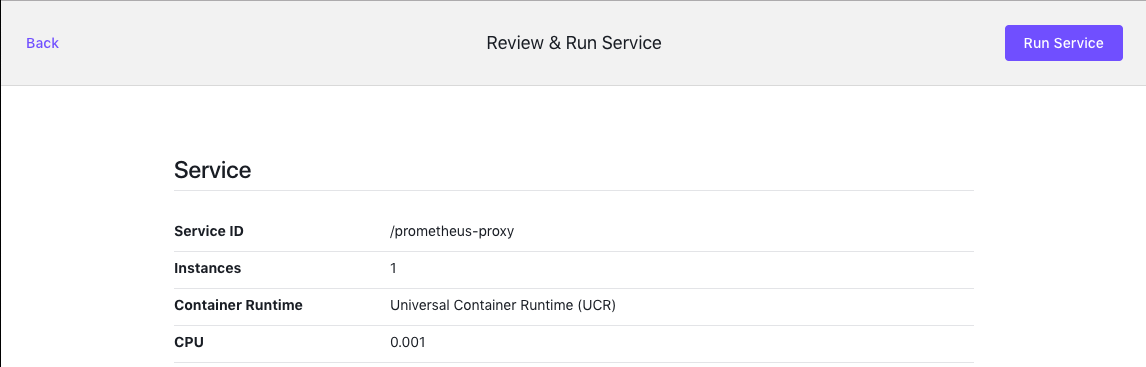 Back
Review & Run Service
Run Service
Service
Service ID /prometheus-proxy
Instances 1
Container Runtime Universal Container Runtime (UCR)
CPU 0.001